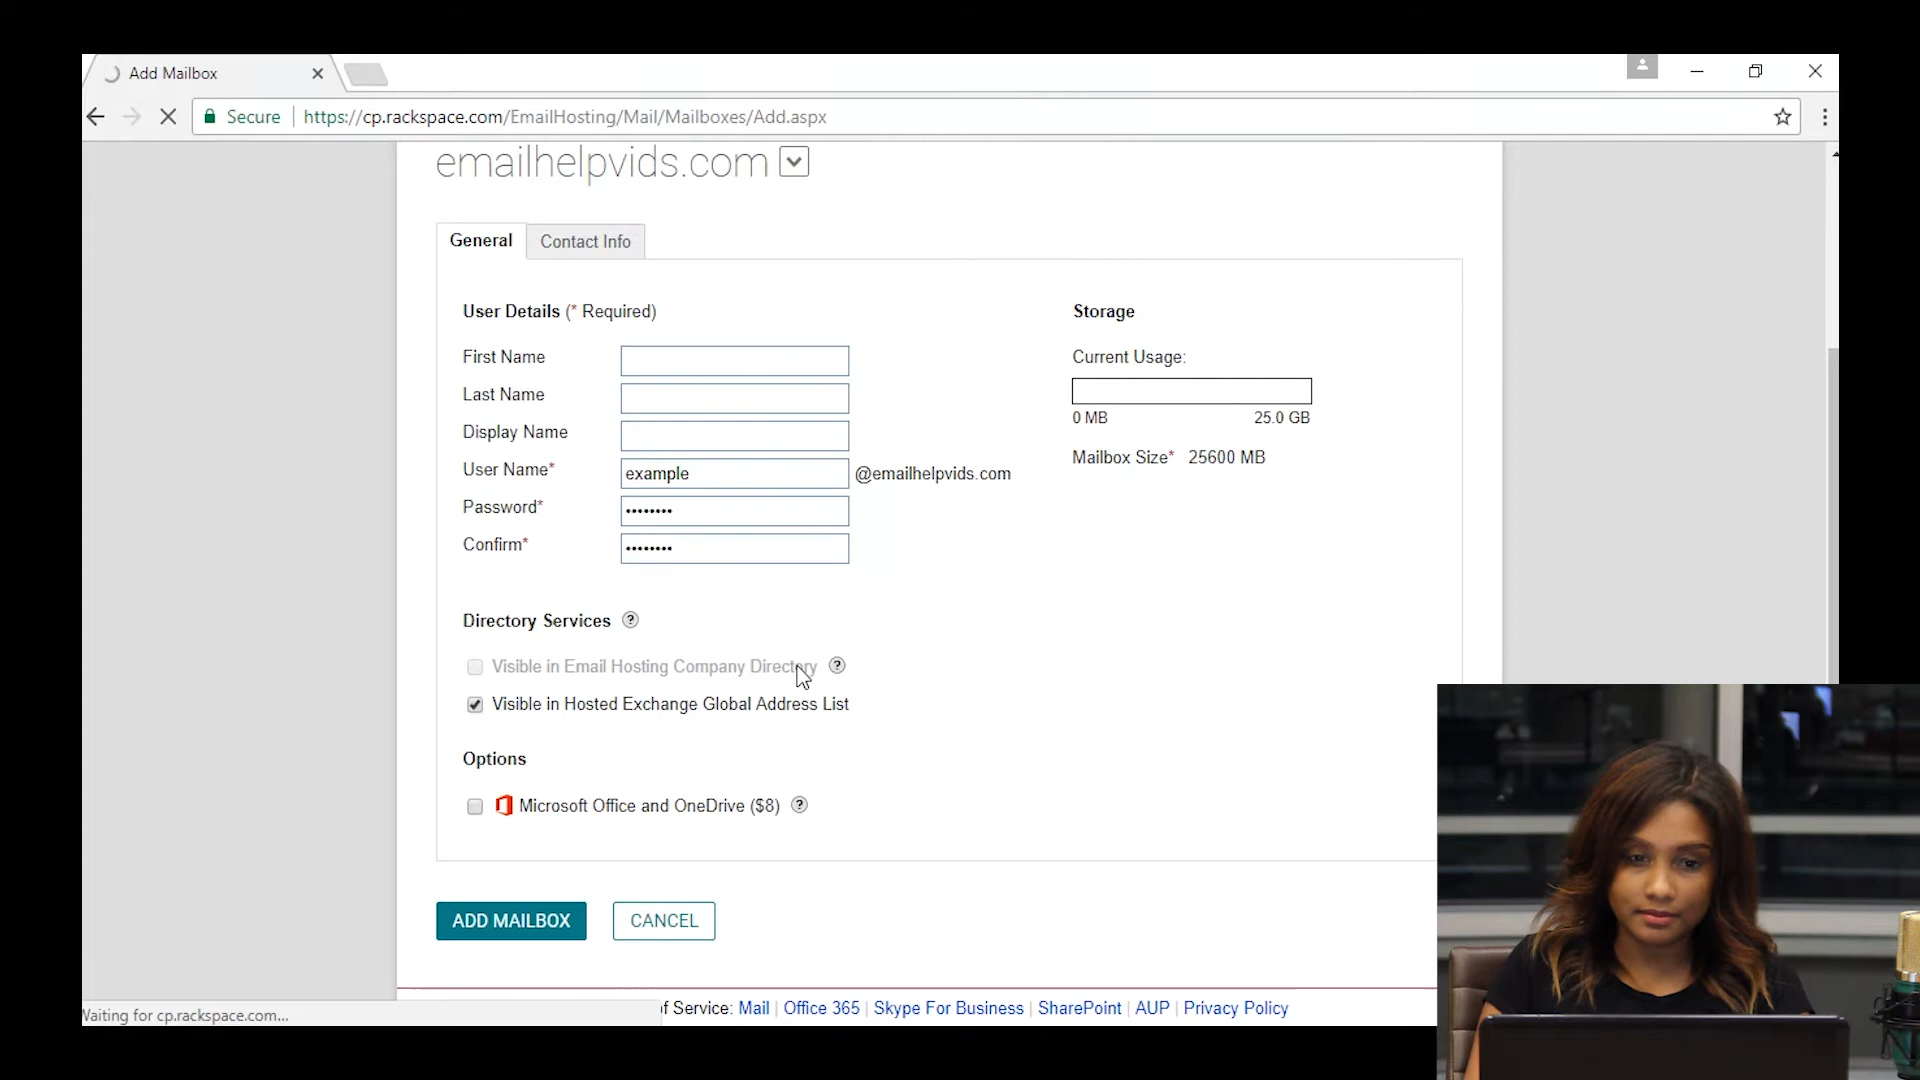 Add Mailbox
Secure https://cp.rackspace.com/EmailHosting/Mail/Mailboxes/Add.aspx
emailhelpvids.com
General Contact Info
User Details (* Required)
First Name
Last Name
Display Name
User Name* example @emailhelpvids.com
Password* ••••••••
Confirm* ••••••••
Storage
Current Usage:
0 MB 25.0 GB
Mailbox Size* 25600 MB
Directory Services ?
Visible in Email Hosting Company Directory ?
Visible in Hosted Exchange Global Address List
Options
Microsoft Office and OneDrive ($8) ?
ADD MAILBOX CANCEL
of Service: Mail | Office 365 | Skype For Business | SharePoint | AUP | Privacy Policy
Waiting for cp.rackspace.com...